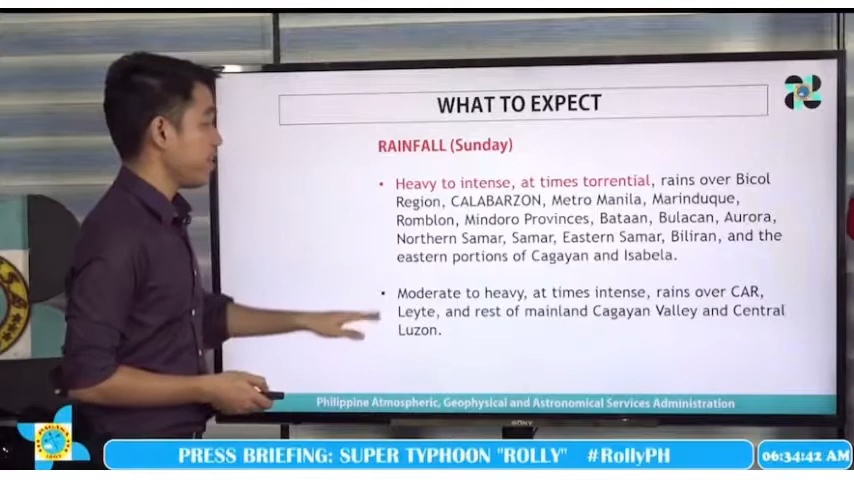 WHAT TO EXPECT
RAINFALL (Sunday)
• Heavy to intense, at times torrential, rains over Bicol
Region, CALABARZON, Metro Manila, Marinduque,
Romblon, Mindoro Provinces, Bataan, Bulacan, Aurora,
Northern Samar, Samar, Eastern Samar, Biliran, and the
eastern portions of Cagayan and Isabela.
• Moderate to heavy, at times intense, rains over CAR,
Leyte, and rest of mainland Cagayan Valley and Central
Luzon.
Philippine Atmospheric, Geophysical and Astronomical Services Administration
SONY
PRESS BRIEFING: SUPER TYPHOON "ROLLY" #RollyPH
06:34:42 AM